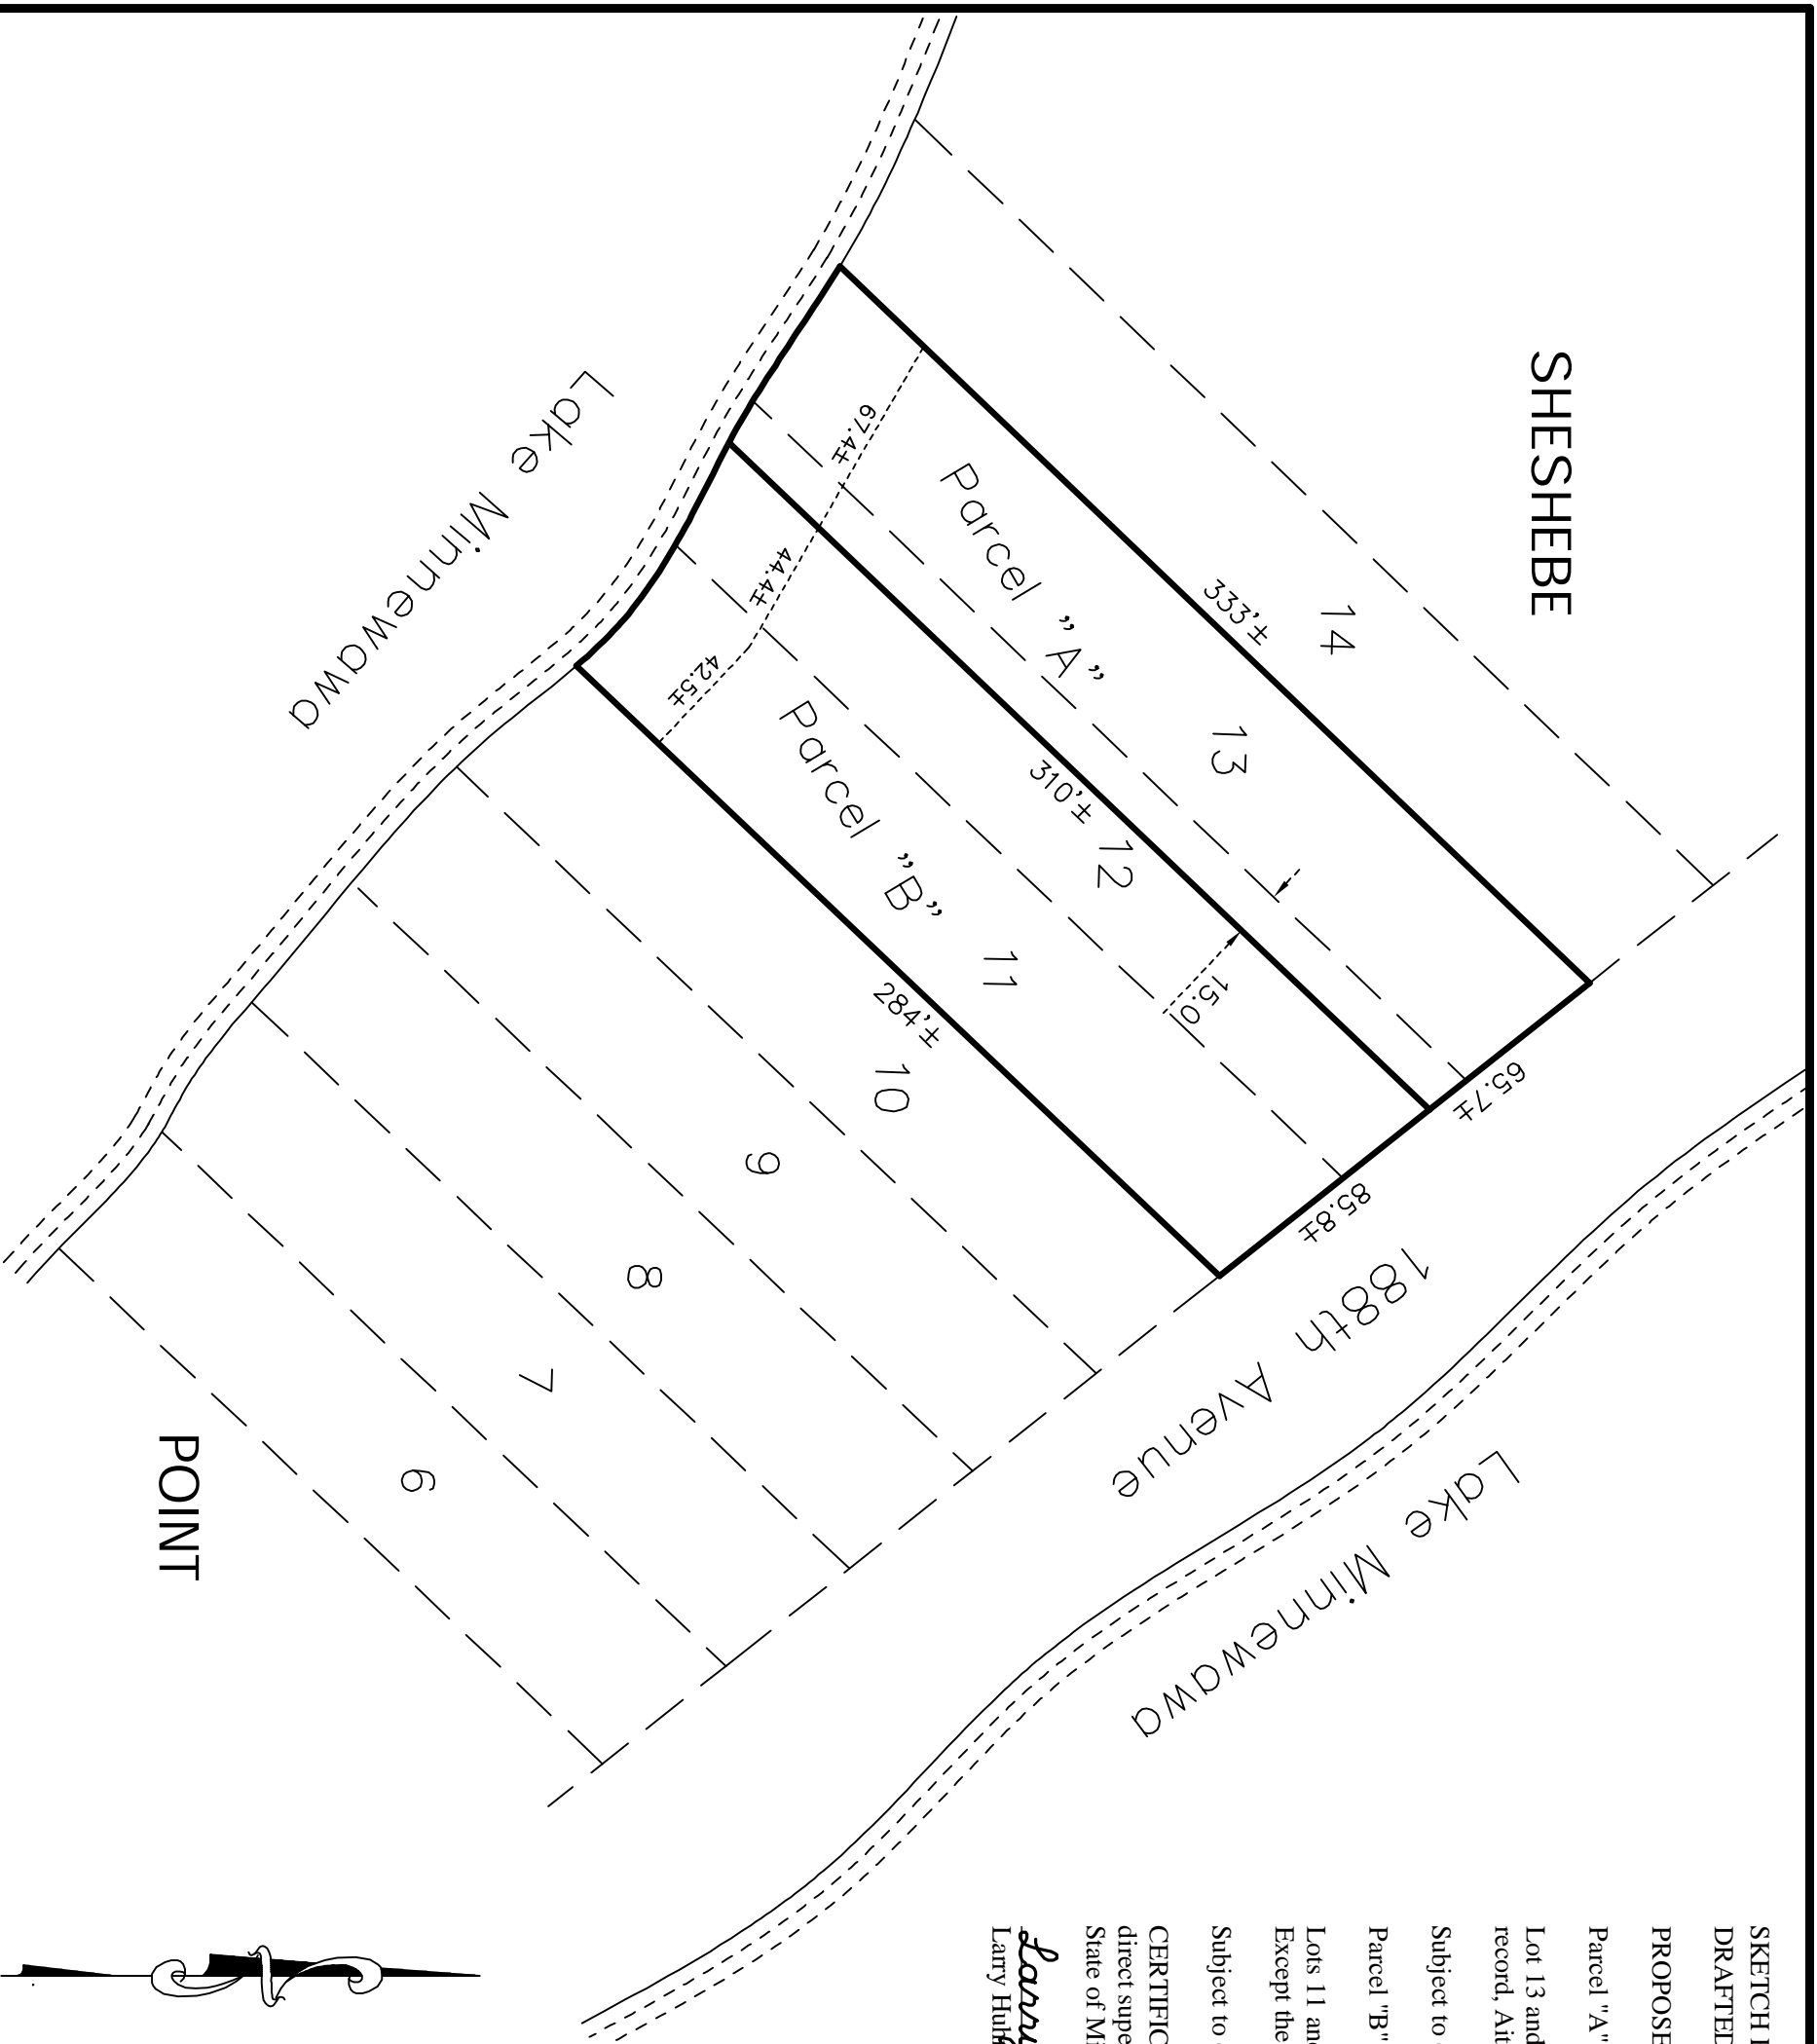 SHESHEBE
14
333'±
13
Parcel "A"
67.4±
44.4±
42.5±
310'±
12
15.0
Parcel "B"
11
284'±
10
9
8
7
6
65.7±
85.8±
188th Avenue
Lake Minnewawa
Lake Minnewawa
POINT
SKETCH
DRAFTED
PROPOSE
Parcel "A"
Lot 13 and
record, Ait
Subject to
Parcel "B"
Lots 11 and
Except the
Subject to
CERTIFIC
direct supe
State of Mi
Larry
Larry Huh